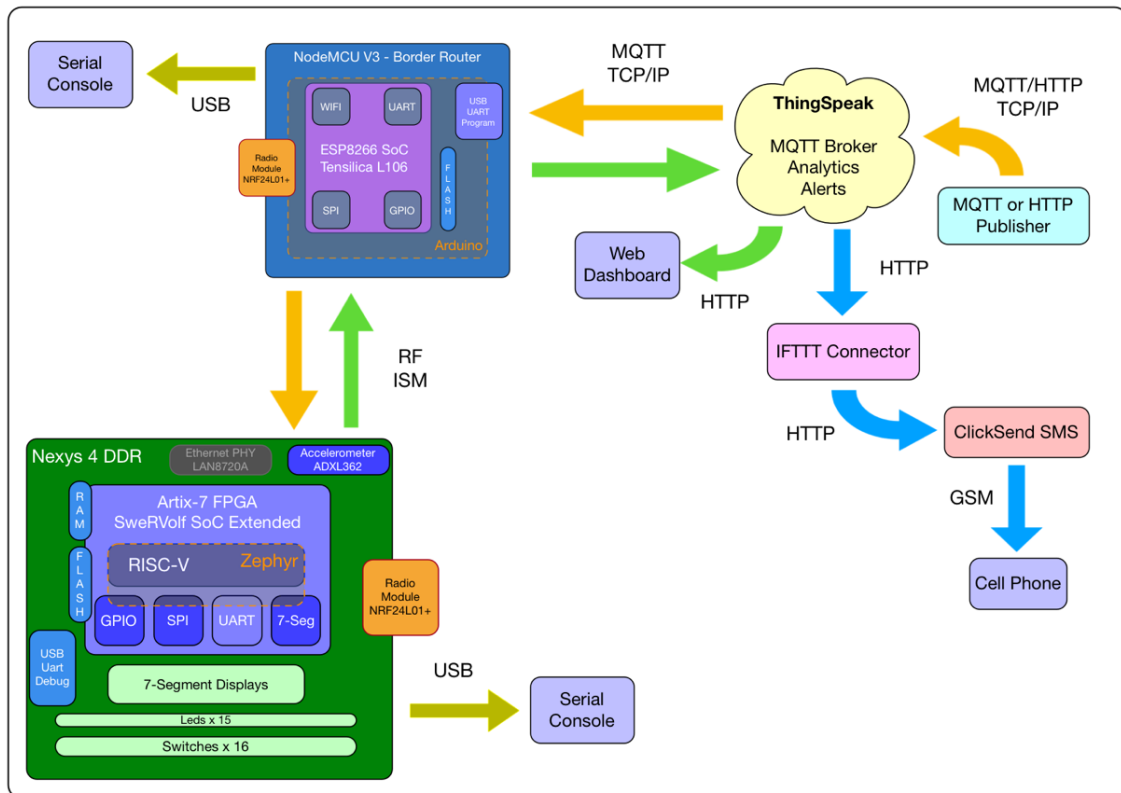 Serial
Console
USB
NodeMCU V3 - Border Router
WIFI
UART
USB
UART
Program
ESP8266 SoC
Tensilica L106
FLASH
SPI
GPIO
Arduino
Radio
Module
NRF24L01+
MQTT
TCP/IP
ThingSpeak
MQTT Broker
Analytics
Alerts
MQTT/HTTP
TCP/IP
MQTT or HTTP
Publisher
Web
Dashboard
HTTP
HTTP
IFTTT Connector
HTTP
ClickSend SMS
GSM
Cell Phone
RF
ISM
Nexys 4 DDR
Ethernet PHY
LAN8720A
Accelerometer
ADXL362
RAM
Artix-7 FPGA
SweRVolf SoC Extended
FLASH
RISC-V
Zephyr
GPIO
SPI
UART
7-Seg
Radio
Module
NRF24L01+
USB
Uart
Debug
7-Segment Displays
Leds x 15
Switches x 16
USB
Serial
Console